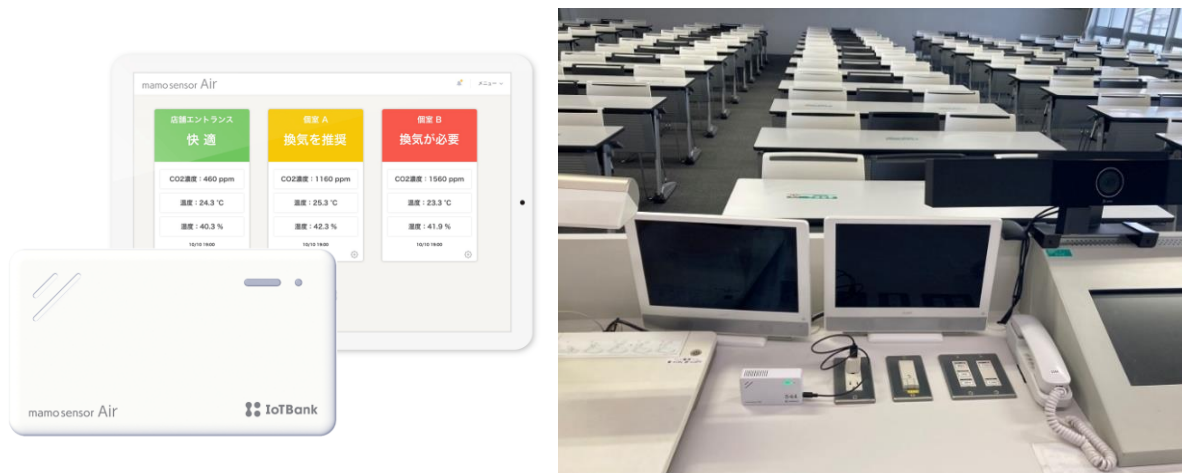 mamosensor Air
メニュー
店舗エントランス
快適
CO2濃度：460 ppm
温度：24.3 ℃
湿度：40.3 %
10/10 19:00
個室 A
換気を推奨
CO2濃度：1160 ppm
温度：25.3 ℃
湿度：42.3 %
10/10 19:00
個室 B
換気が必要
CO2濃度：1560 ppm
温度：23.3 ℃
湿度：41.9 %
10/10 19:00
mamosensor Air
IoTBank